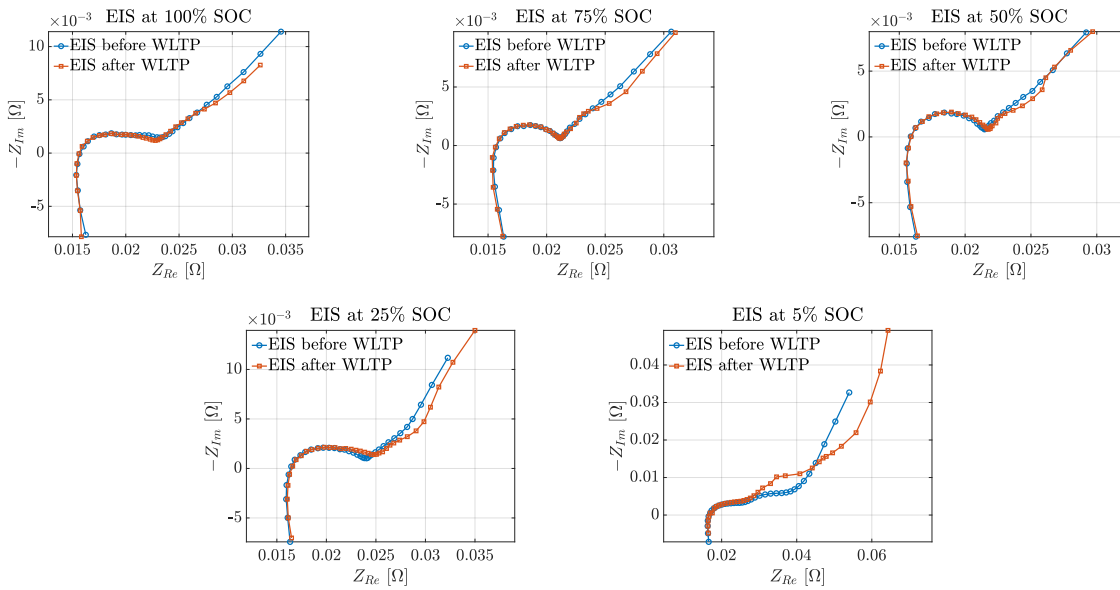 EIS at 100% SOC
×10⁻³
EIS before WLTP
EIS after WLTP
10
5
0
-5
−Z_Im [Ω]
0.015 0.02 0.025 0.03 0.035
Z_Re [Ω]
EIS at 75% SOC
×10⁻³
EIS before WLTP
EIS after WLTP
5
0
-5
−Z_Im [Ω]
0.015 0.02 0.025 0.03
Z_Re [Ω]
EIS at 50% SOC
×10⁻³
EIS before WLTP
EIS after WLTP
5
0
-5
−Z_Im [Ω]
0.015 0.02 0.025 0.03
Z_Re [Ω]
EIS at 25% SOC
×10⁻³
EIS before WLTP
EIS after WLTP
10
5
0
-5
−Z_Im [Ω]
0.015 0.02 0.025 0.03 0.035
Z_Re [Ω]
EIS at 5% SOC
EIS before WLTP
EIS after WLTP
0.04
0.03
0.02
0.01
0
−Z_Im [Ω]
0.02 0.04 0.06
Z_Re [Ω]